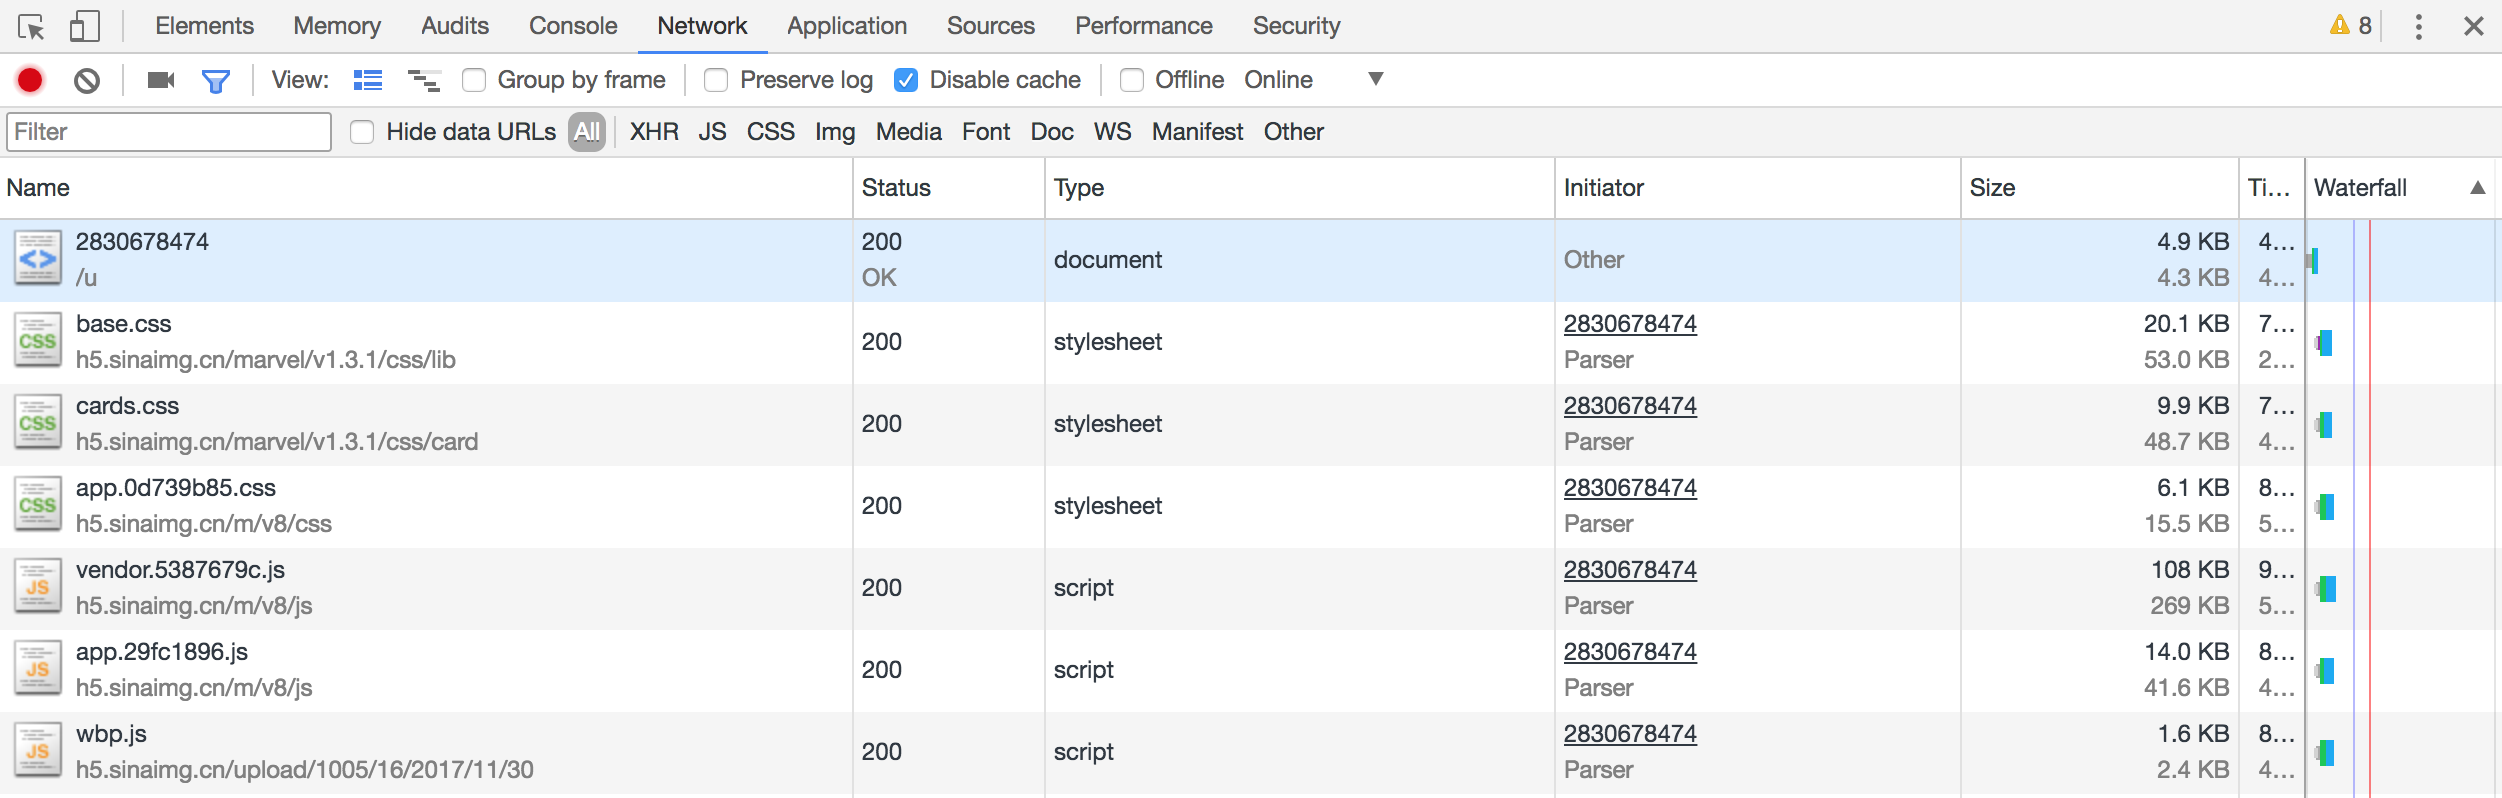 Elements Memory Audits Console Network Application Sources Performance Security 8
View: Group by frame Preserve log Disable cache Offline Online
Filter Hide data URLs All XHR JS CSS Img Media Font Doc WS Manifest Other
Name Status Type Initiator Size Ti... Waterfall
2830678474 200 document Other 4.9 KB 4...
/u OK 4.3 KB 4...
base.css 200 stylesheet 2830678474 20.1 KB 7...
h5.sinaimg.cn/marvel/v1.3.1/css/lib Parser 53.0 KB 2...
cards.css 200 stylesheet 2830678474 9.9 KB 7...
h5.sinaimg.cn/marvel/v1.3.1/css/card Parser 48.7 KB 4...
app.0d739b85.css 200 stylesheet 2830678474 6.1 KB 8...
h5.sinaimg.cn/m/v8/css Parser 15.5 KB 5...
vendor.5387679c.js 200 script 2830678474 108 KB 9...
h5.sinaimg.cn/m/v8/js Parser 269 KB 5...
app.29fc1896.js 200 script 2830678474 14.0 KB 8...
h5.sinaimg.cn/m/v8/js Parser 41.6 KB 4...
wbp.js 200 script 2830678474 1.6 KB 8...
h5.sinaimg.cn/upload/1005/16/2017/11/30 Parser 2.4 KB 4...